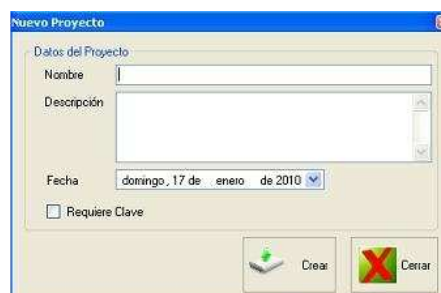 Nuevo Proyecto
Datos del Proyecto
Nombre
Descripción
Fecha domingo, 17 de enero de 2010
Requiere Clave
Crear Cerrar